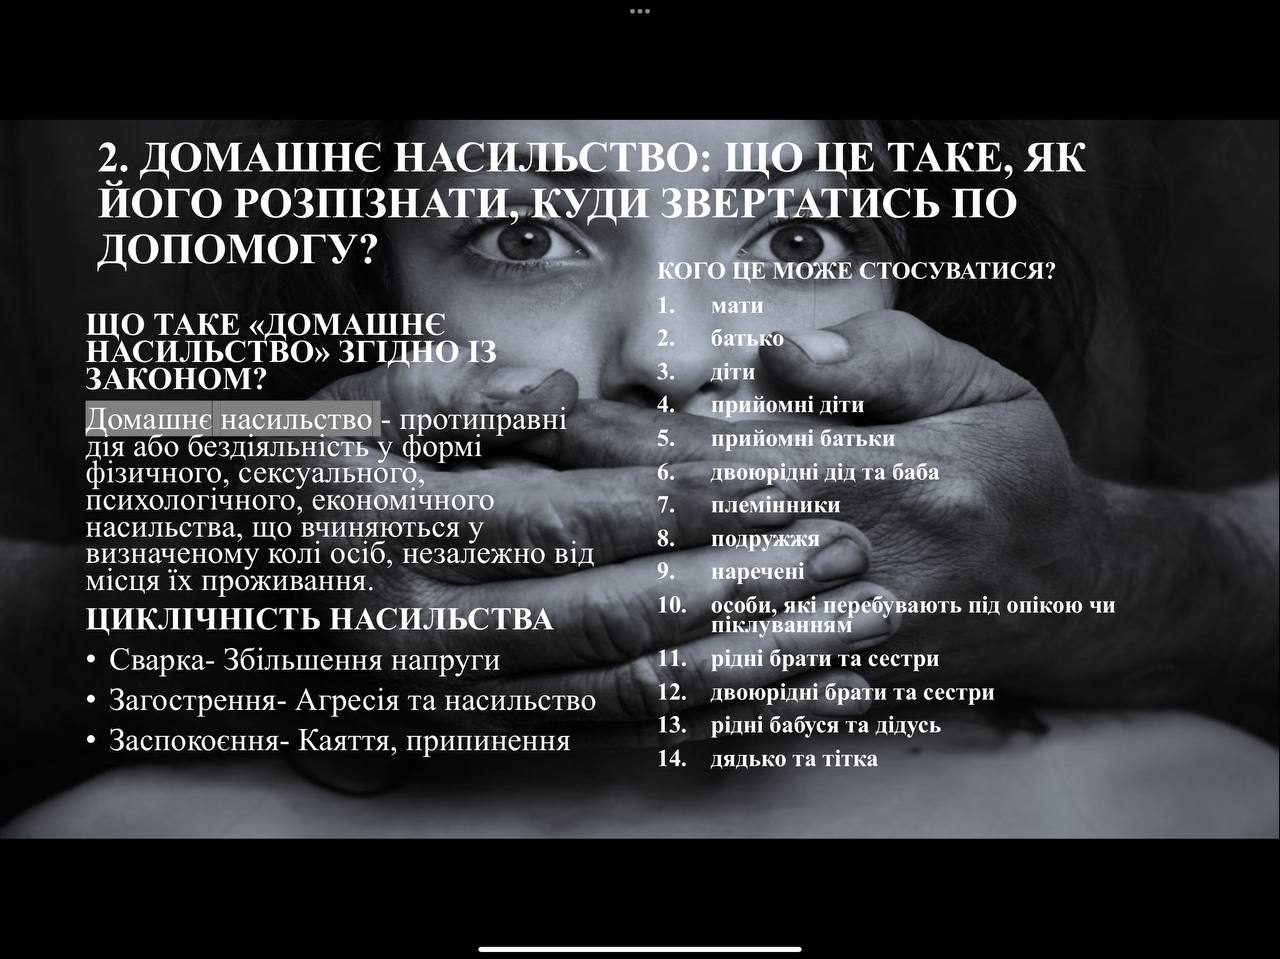 2. ДОМАШНЄ НАСИЛЬСТВО: ЩО ЦЕ ТАКЕ, ЯК
ЙОГО РОЗПІЗНАТИ, КУДИ ЗВЕРТАТИСЬ ПО
ДОПОМОГУ?
ЩО ТАКЕ «ДОМАШНЄ
НАСИЛЬСТВО» ЗГІДНО ІЗ
ЗАКОНОМ?
Домашнє насильство - протиправні
дія або бездіяльність у формі
фізичного, сексуального,
психологічного, економічного
насильства, що вчиняються у
визначеному колі осіб, незалежно від
місця їх проживання.
ЦИКЛІЧНІСТЬ НАСИЛЬСТВА
• Сварка- Збільшення напруги
• Загострення- Агресія та насильство
• Заспокоєння- Каяття, припинення
КОГО ЦЕ МОЖЕ СТОСУВАТИСЯ?
1. мати
2. батько
3. діти
4. прийомні діти
5. прийомні батьки
6. двоюрідні дід та баба
7. племінники
8. подружжя
9. наречені
10. особи, які перебувають під опікою чи
піклуванням
11. рідні брати та сестри
12. двоюрідні брати та сестри
13. рідні бабуся та дідусь
14. дядько та тітка